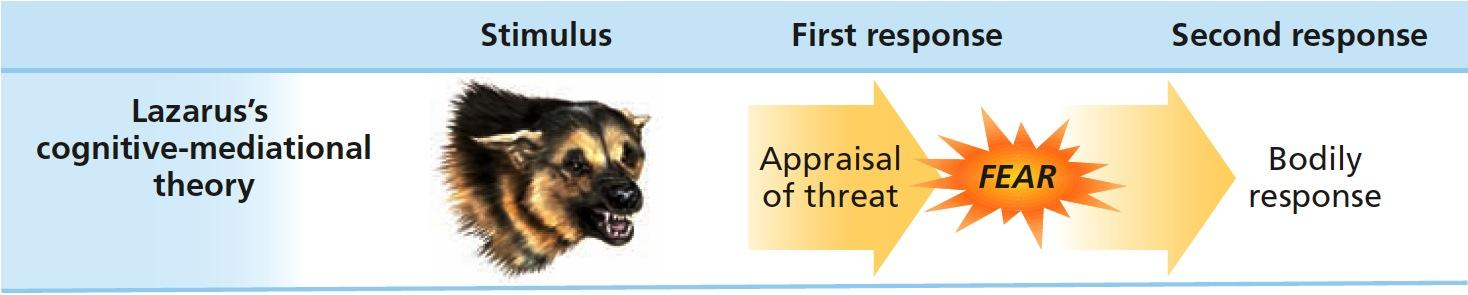 Stimulus First response Second response
Lazarus’s
cognitive-mediational
theory
Appraisal
of threat
FEAR
Bodily
response